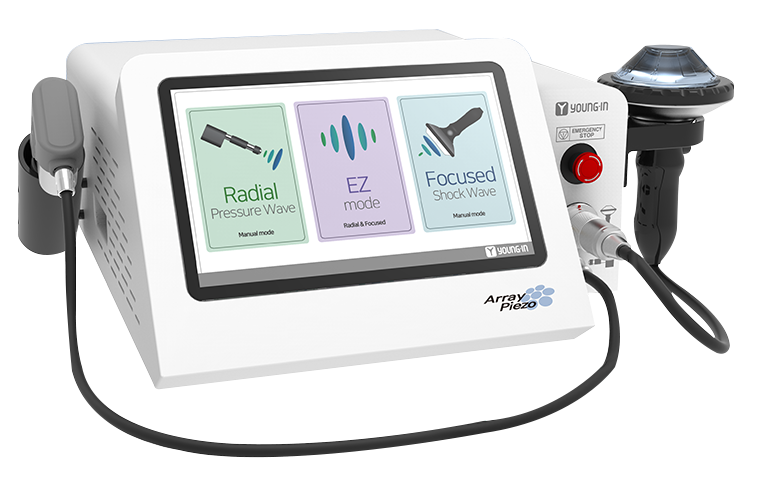 Radial
Pressure Wave
Manual mode
EZ
mode
Radial & Focused
Focused
Shock Wave
Manual mode
YOUNG-IN
Array
Piezo
YOUNG-IN
EMERGENCY
STOP